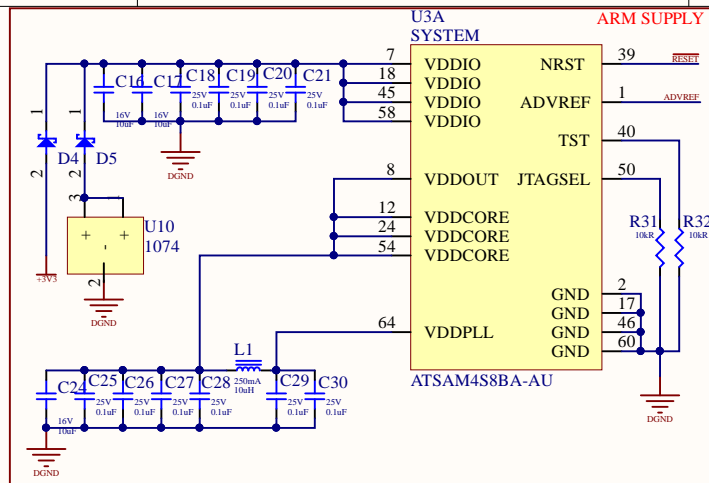 U3A
ARM SUPPLY
SYSTEM
7 VDDIO NRST 39 RESET
18 VDDIO
45 VDDIO ADVREF 1 ADVREF
58 VDDIO
TST 40
8 VDDOUT JTAGSEL 50
12 VDDCORE
24 VDDCORE
54 VDDCORE
GND 2
GND 17
64 VDDPLL GND 46
GND 60
ATSAM4S8BA-AU
C16 C17 C18 C19 C20 C21
16V 16V 25V 25V 25V 25V
10uF 10uF 0.1uF 0.1uF 0.1uF 0.1uF
DGND
1 1
D4 D5
2 2
3
U10
1074
+ - +
2
+3V3
DGND
R31 R32
10kR 10kR
DGND
L1
250mA
10uH
C24 C25 C26 C27 C28 C29 C30
16V 25V 25V 25V 25V 25V 25V
10uF 0.1uF 0.1uF 0.1uF 0.1uF 0.1uF 0.1uF
DGND